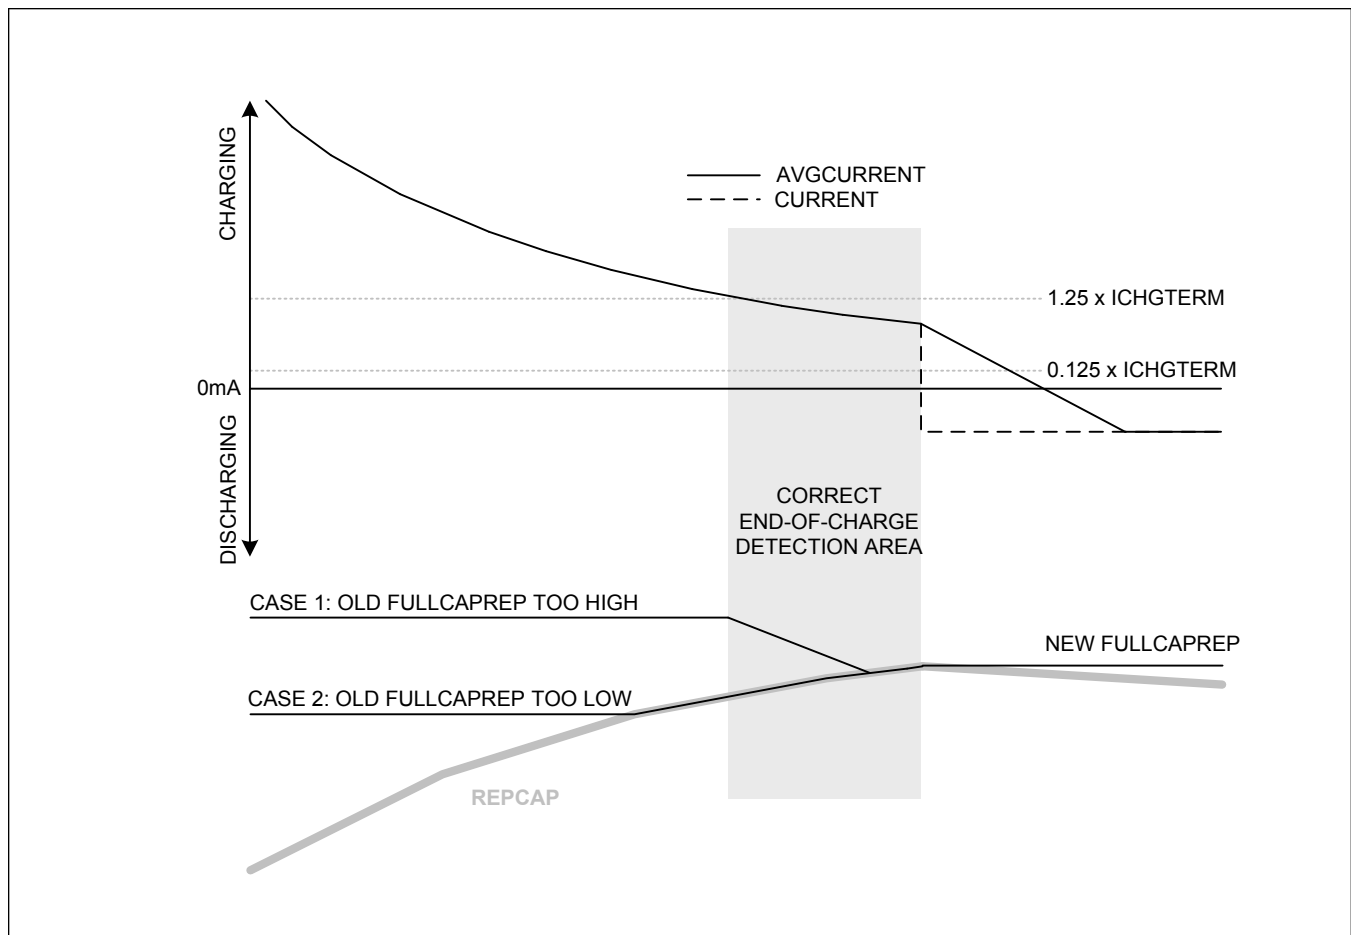 CHARGING
AVGCURRENT
CURRENT
1.25 x ICHGTERM
0.125 x ICHGTERM
0mA
DISCHARGING
CORRECT
END-OF-CHARGE
DETECTION AREA
CASE 1: OLD FULLCAPREP TOO HIGH
NEW FULLCAPREP
CASE 2: OLD FULLCAPREP TOO LOW
REPCAP